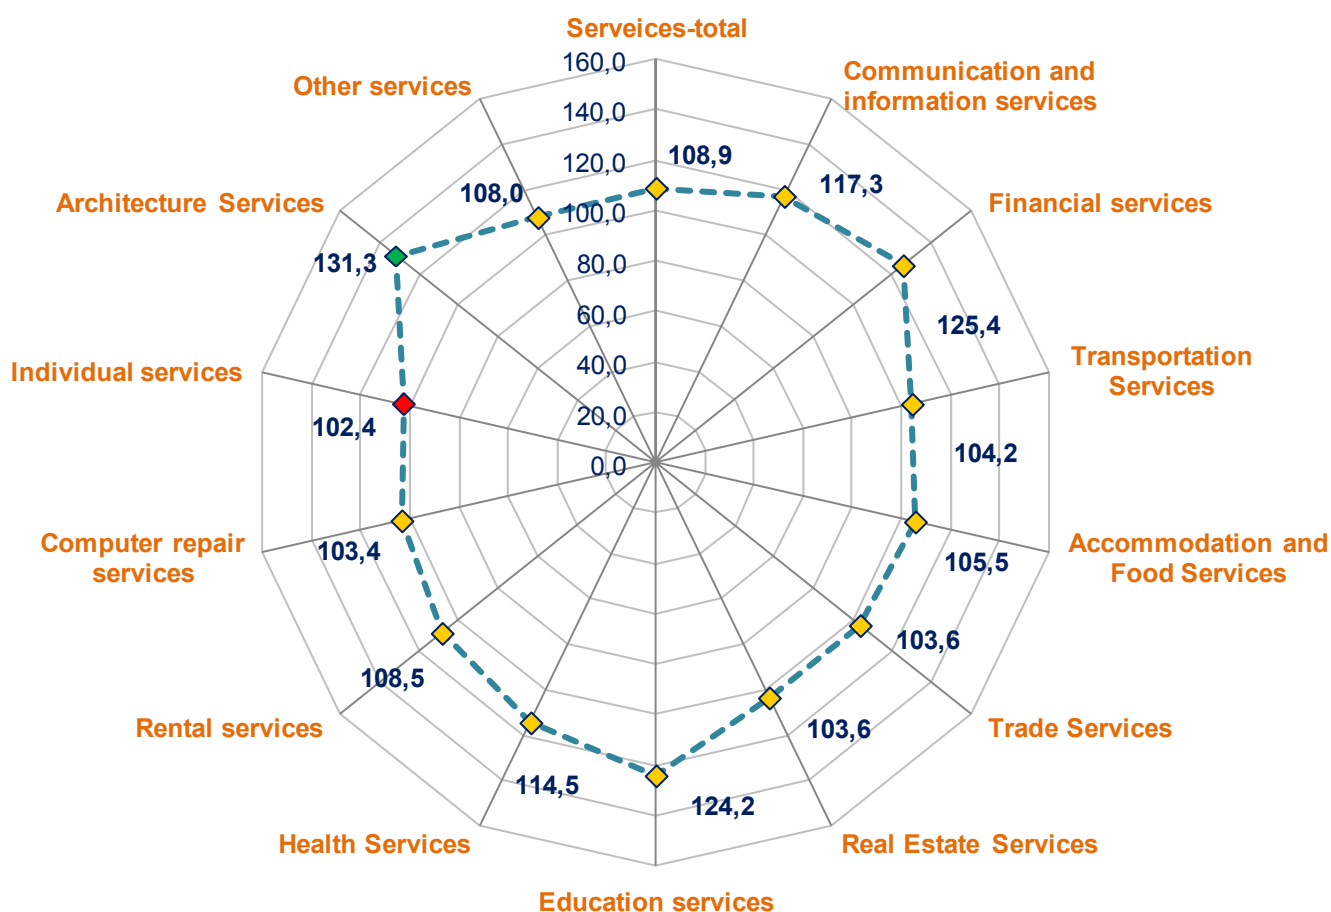 Serveices-total
160,0
140,0
120,0
100,0
80,0
60,0
40,0
20,0
0,0
108,9
Communication and
information services
117,3
Financial services
125,4
Transportation
Services
104,2
Accommodation and
Food Services
105,5
Trade Services
103,6
Real Estate Services
103,6
Education services
124,2
Health Services
114,5
Rental services
108,5
Computer repair
services
103,4
Individual services
102,4
Architecture Services
131,3
Other services
108,0